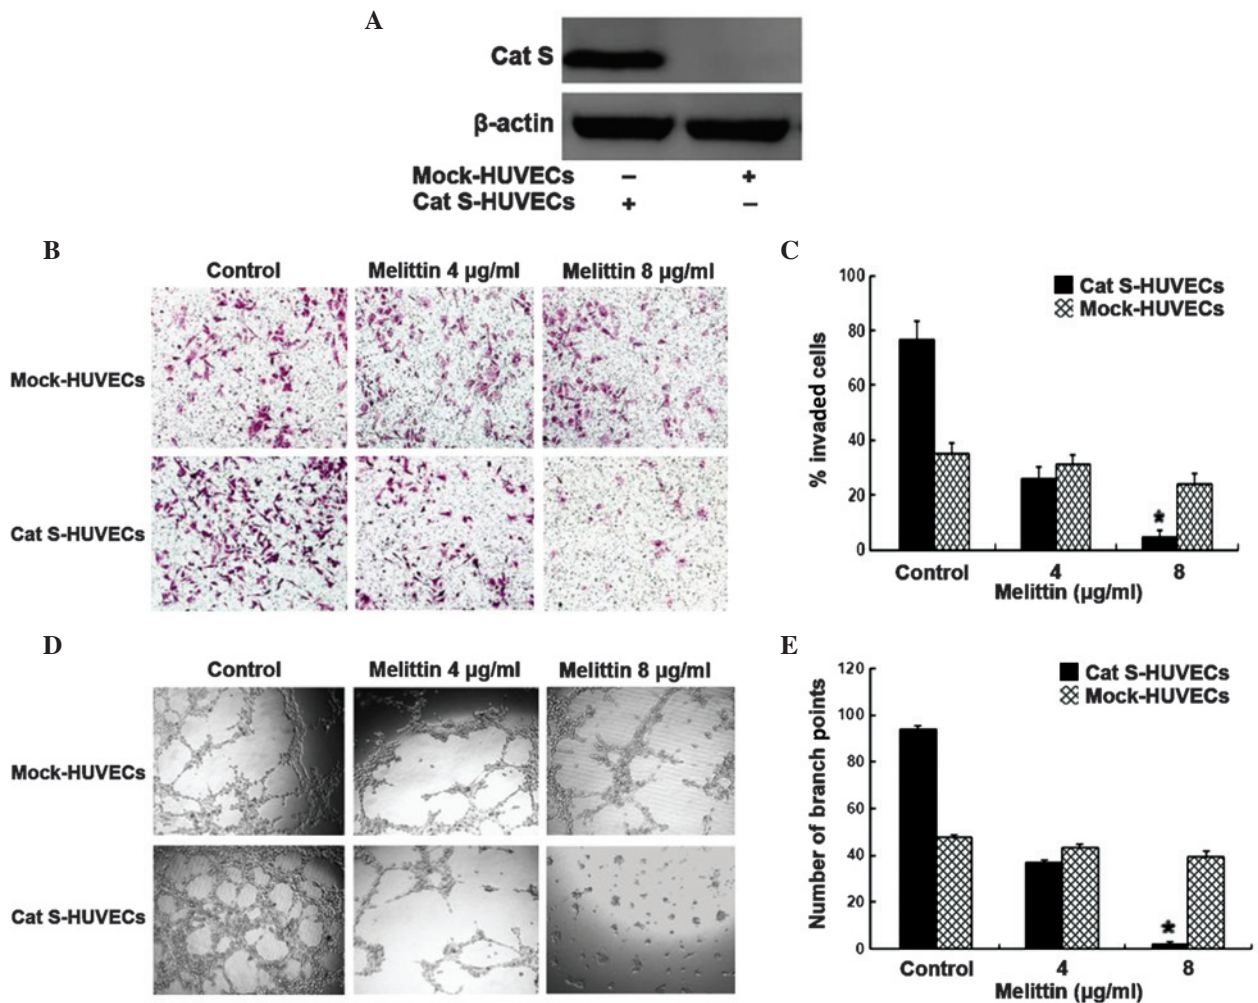 A
Cat S
β-actin
Mock-HUVECs − +
Cat S-HUVECs + −
B
Control Melittin 4 µg/ml Melittin 8 µg/ml
Mock-HUVECs
Cat S-HUVECs
C
100
80
60
40
20
0
% invaded cells
Cat S-HUVECs
Mock-HUVECs
*
Control 4 8
Melittin (µg/ml)
D
Control Melittin 4 µg/ml Melittin 8 µg/ml
Mock-HUVECs
Cat S-HUVECs
E
120
100
80
60
40
20
0
Number of branch points
Cat S-HUVECs
Mock-HUVECs
*
Control 4 8
Melittin (µg/ml)